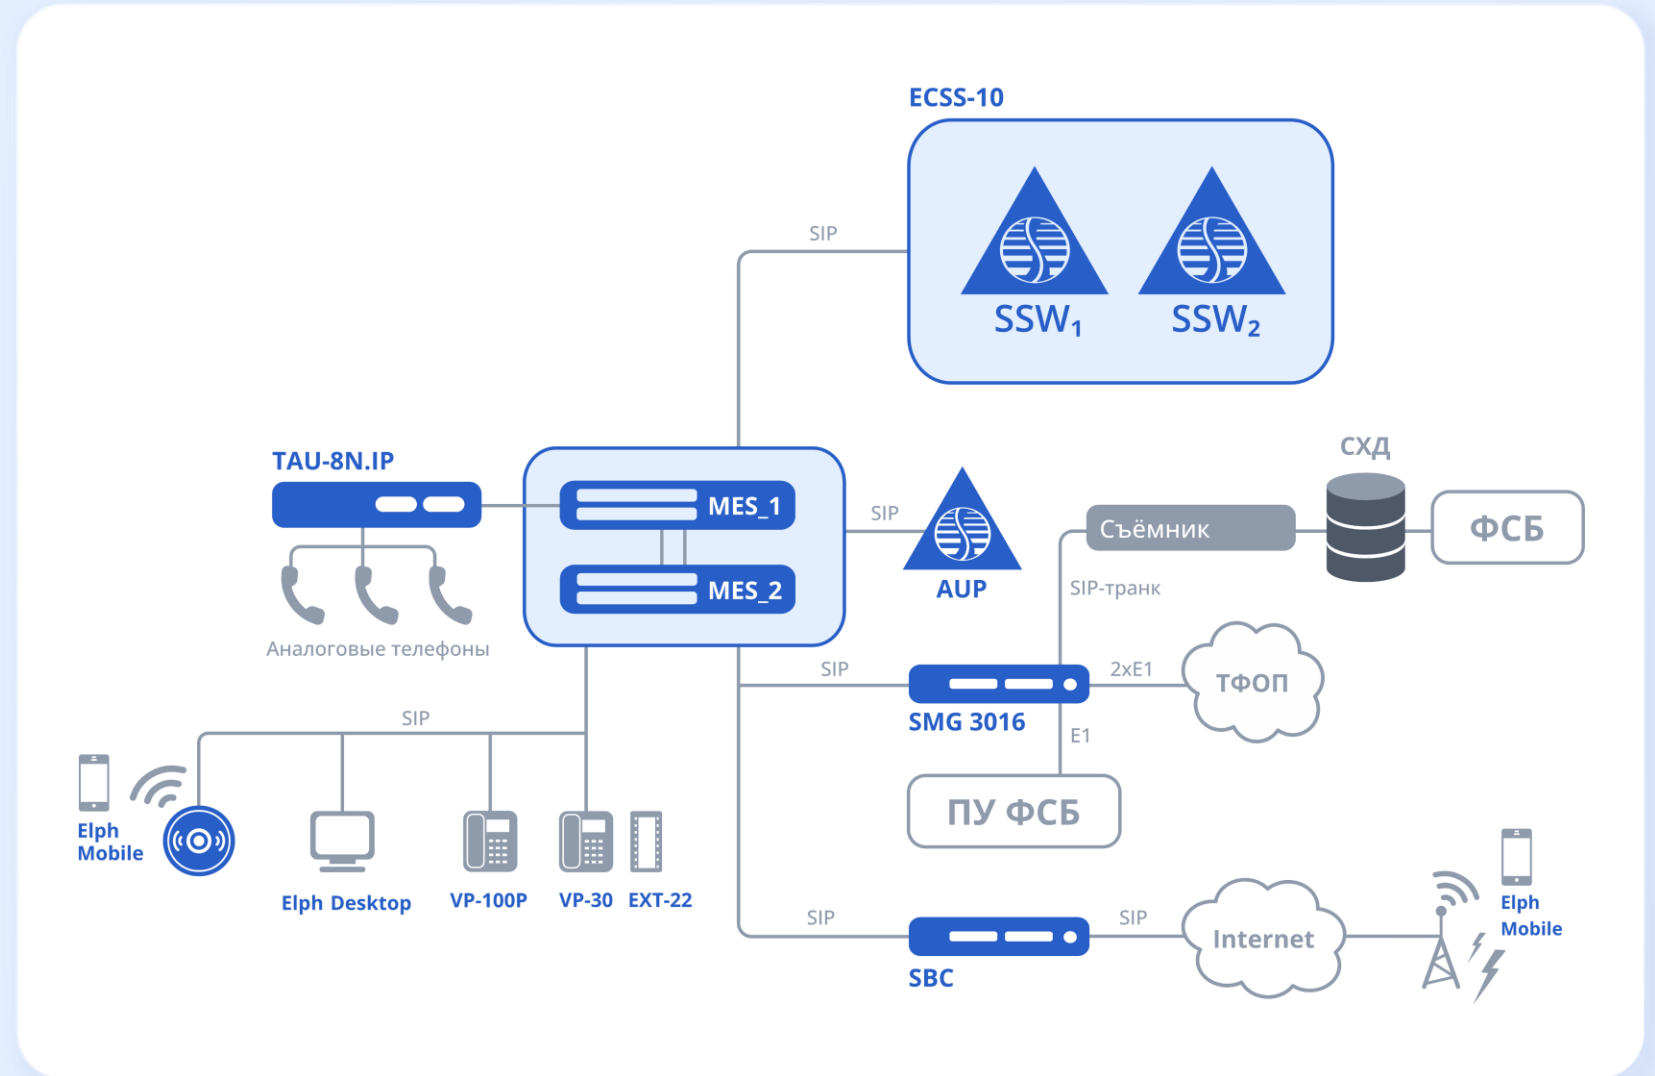 ECSS-10
SIP
SSW1
SSW2
TAU-8N.IP
MES_1
MES_2
Аналоговые телефоны
SIP
AUP
СХД
Съёмник
ФСБ
SIP-транк
SIP
SMG 3016
2xE1
ТФОП
E1
ПУ ФСБ
SIP
Elph
Mobile
Elph Desktop
VP-100P
VP-30
EXT-22
SIP
SBC
SIP
Internet
Elph
Mobile